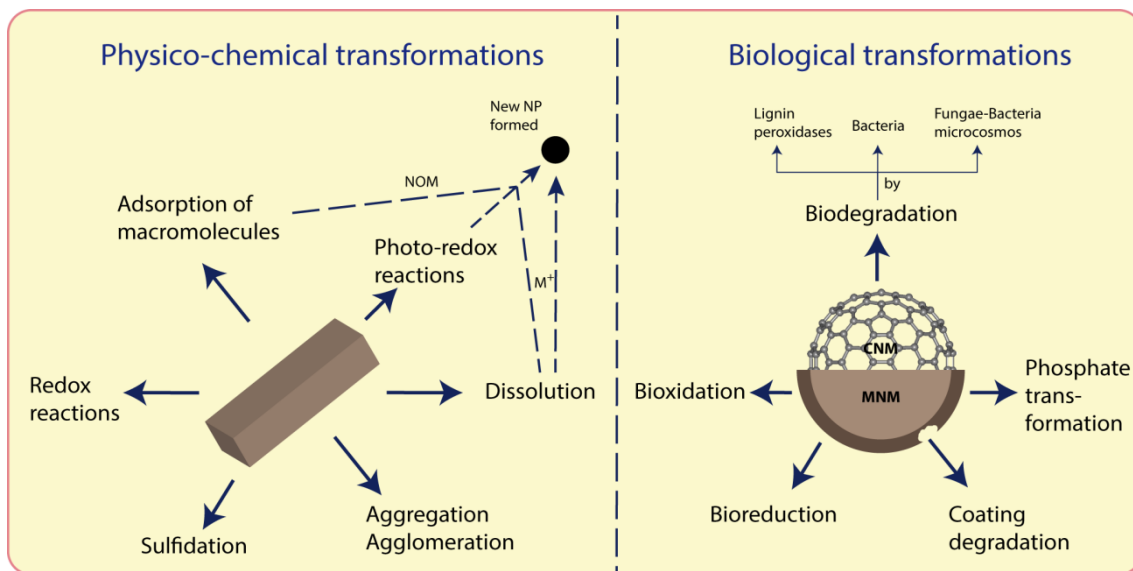 Physico-chemical transformations
New NP
formed
NOM
Adsorption of
macromolecules
Photo-redox
reactions
M+
Redox
reactions
Dissolution
Sulfidation
Aggregation
Agglomeration
Biological transformations
Lignin
peroxidases
Bacteria
Fungae-Bacteria
microcosmos
by
Biodegradation
CNM
MNM
Bioxidation
Phosphate
trans-
formation
Bioreduction
Coating
degradation